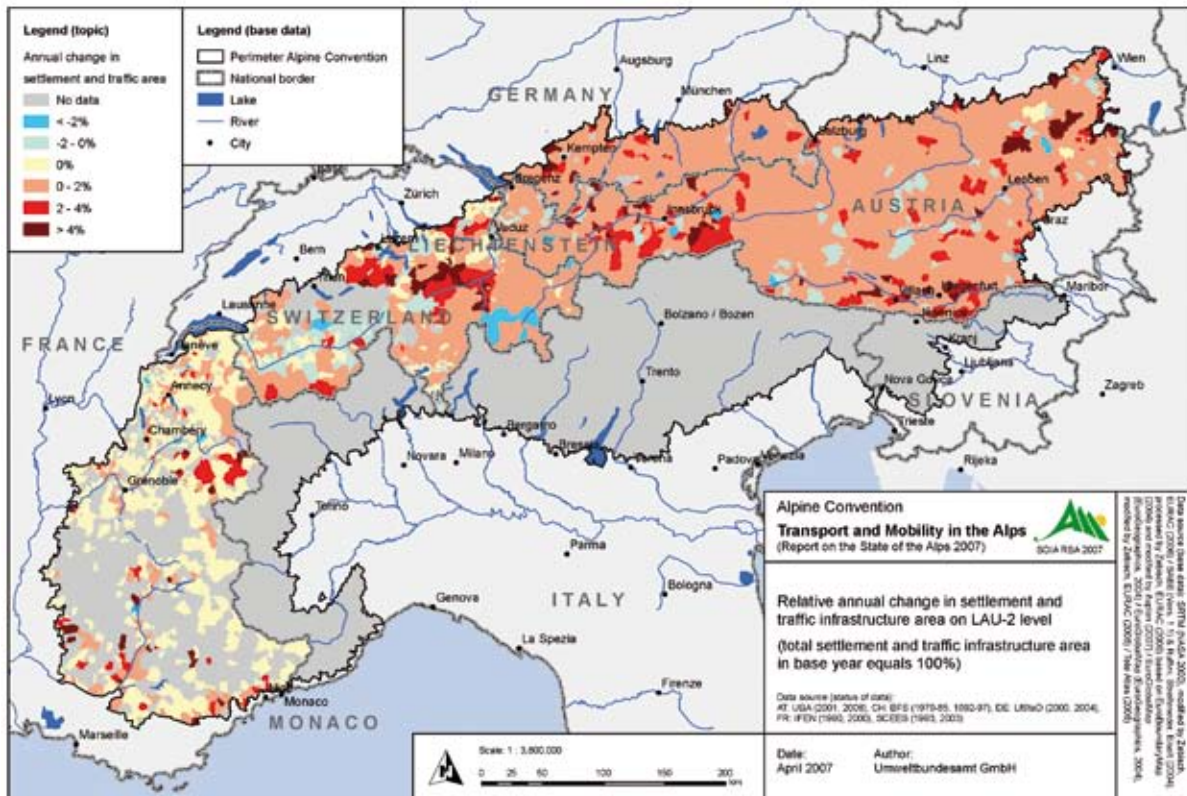 Legend (topic)
Annual change in
settlement and traffic area
No data
< -2%
-2 - 0%
0%
0 - 2%
2 - 4%
> 4%
Legend (base data)
Perimeter Alpine Convention
National border
Lake
River
City
Augsburg
Linz
Wien
München
GERMANY
Salzburg
Kempten
Bregenz
Zürich
Leoben
Innsbruck
AUSTRIA
Vaduz
Graz
LIECHTENSTEIN
Bern
Thun
Maribor
Lausanne
SWITZERLAND
Bolzano / Bozen
Kranj
FRANCE
Genève
Ljubljana
Annecy
Trento
Nova Gorica
Zagreb
Lyon
SLOVENIA
Chambéry
Trieste
Bergamo
Novara
Milano
Padova
Venezia
Rijeka
Grenoble
Torino
Parma
Bologna
Genova
ITALY
La Spezia
Monaco
MONACO
Firenze
Marseille
Scale: 1 : 3,800.000
0 50 100 150 200
km
Alpine Convention
Transport and Mobility in the Alps
(Report on the State of the Alps 2007)
SOIA RSA 2007
Relative annual change in settlement and
traffic infrastructure area on LAU-2 level
(total settlement and traffic infrastructure area
in base year equals 100%)
Data source (status of data):
Date:
April 2007
Author:
Umweltbundesamt GmbH